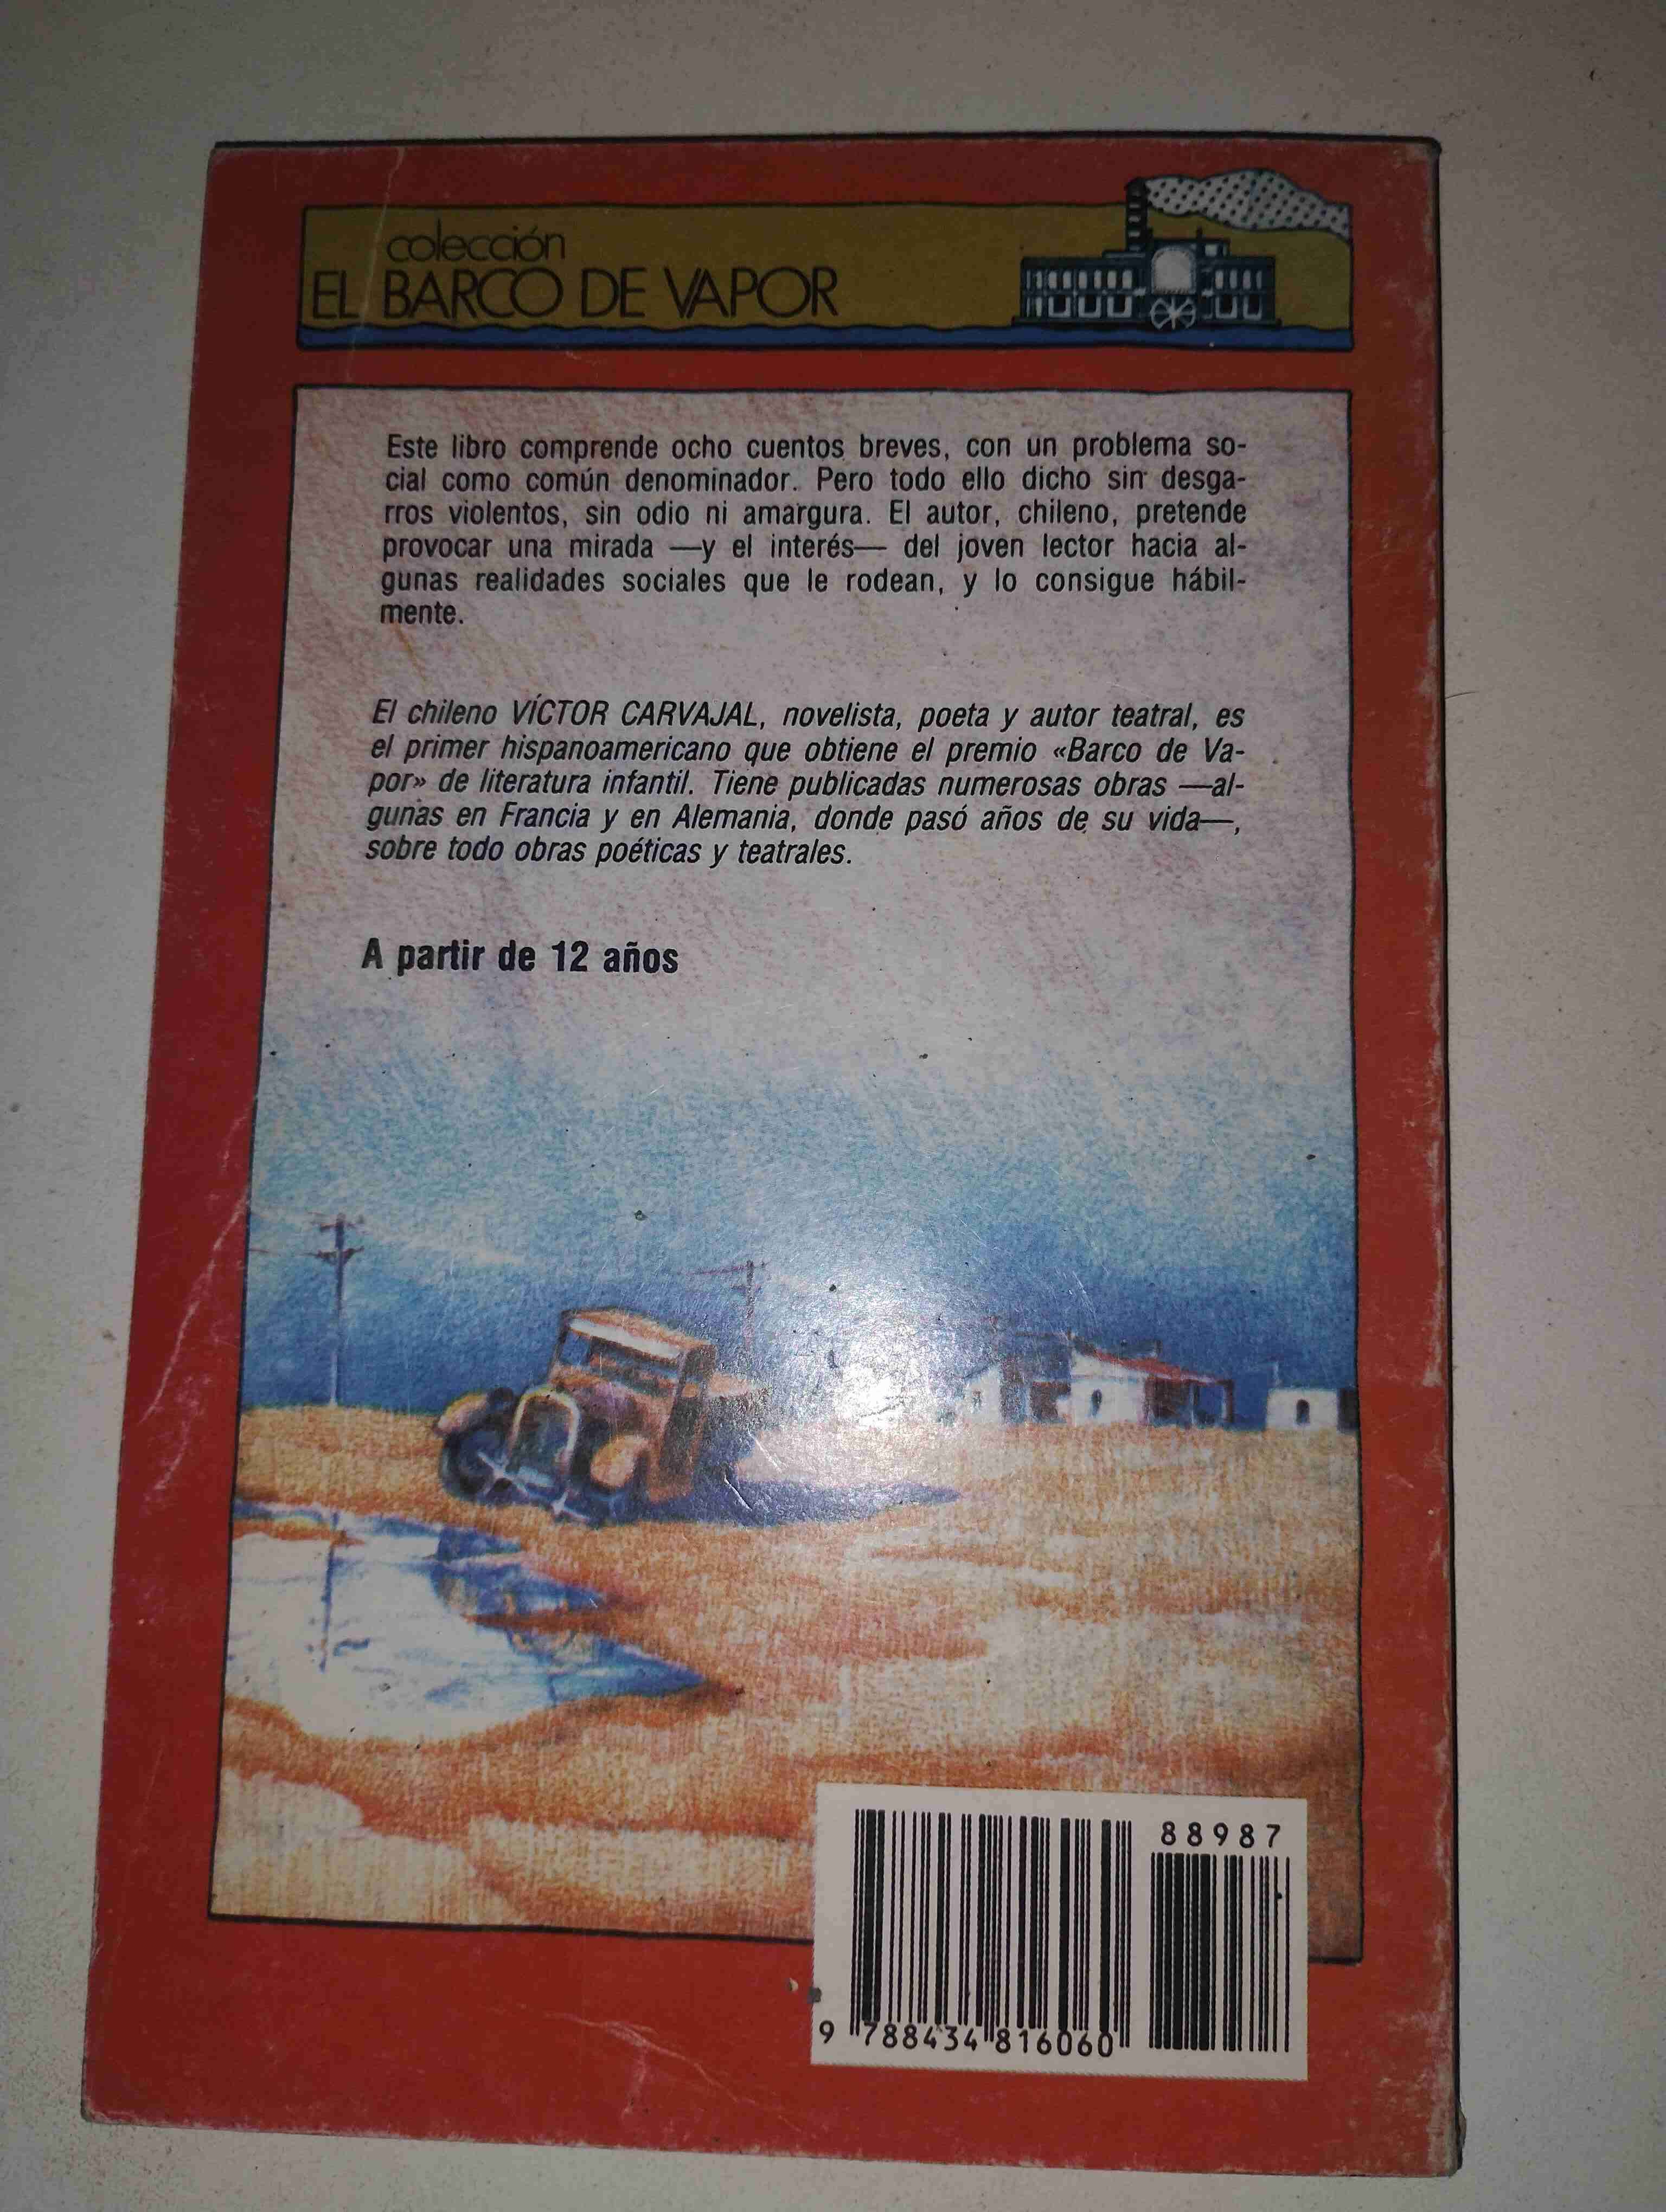 colección
EL BARCO DE VAPOR
Este libro comprende ocho cuentos breves, con un problema so-
cial como común denominador. Pero todo ello dicho sin desga-
rros violentos, sin odio ni amargura. El autor, chileno, pretende
provocar una mirada —y el interés— del joven lector hacia al-
gunas realidades sociales que le rodean, y lo consigue hábil-
mente.
El chileno VÍCTOR CARVAJAL, novelista, poeta y autor teatral, es
el primer hispanoamericano que obtiene el premio «Barco de Va-
por» de literatura infantil. Tiene publicadas numerosas obras —al-
gunas en Francia y en Alemania, donde pasó años de su vida—,
sobre todo obras poéticas y teatrales.
A partir de 12 años
88987
9 788434 816060